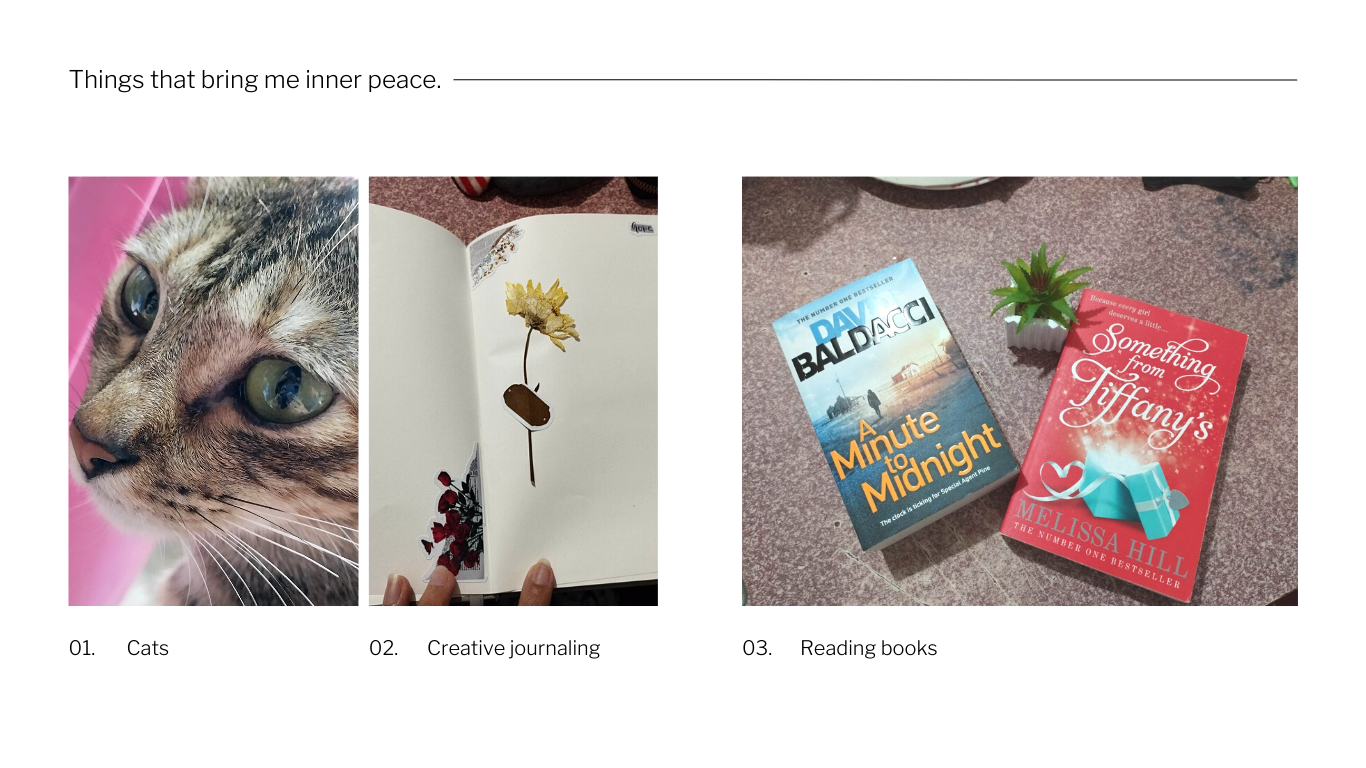 Things that bring me inner peace.
THE NUMBER ONE BESTSELLER
DAVID
BALDACCI
A
Minute
to
Midnight
The clock is ticking for Special Agent Pine
Because every girl
deserves a little...
Something
from
Tiffany's
MELISSA HILL
THE NUMBER ONE BESTSELLER
01. Cats
02. Creative journaling
03. Reading books